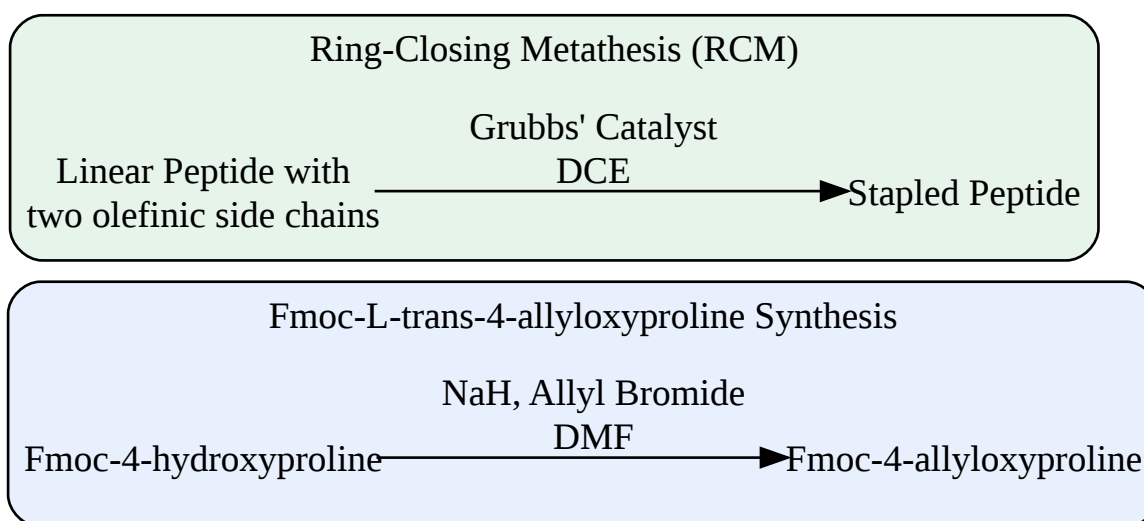 Ring-Closing Metathesis (RCM)
Grubbs' Catalyst
DCE
Linear Peptide with
two olefinic side chains
Stapled Peptide
Fmoc-L-trans-4-allyloxyproline Synthesis
NaH, Allyl Bromide
DMF
Fmoc-4-hydroxyproline
Fmoc-4-allyloxyproline